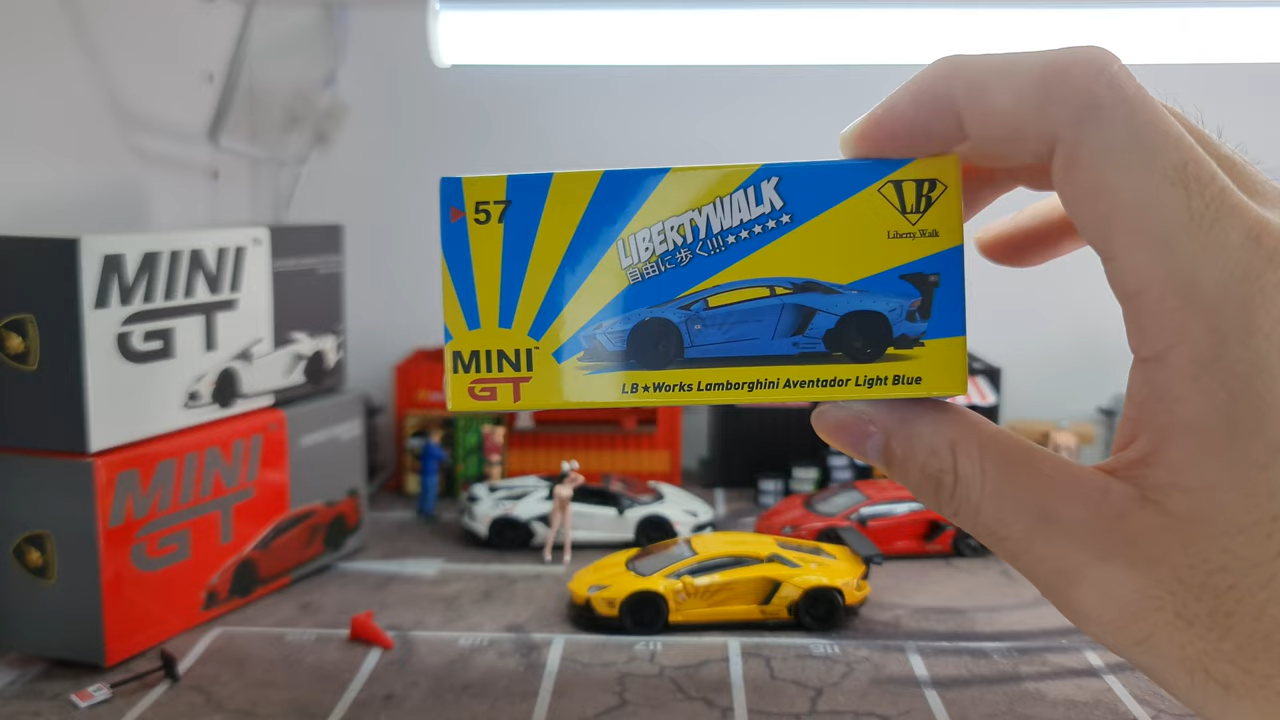 57
LIBERTYWALK
自由に歩く!!!★★★★★
LB
Liberty Walk
MINI
GT
LB★Works Lamborghini Aventador Light Blue
MINI
GT
MINI
GT